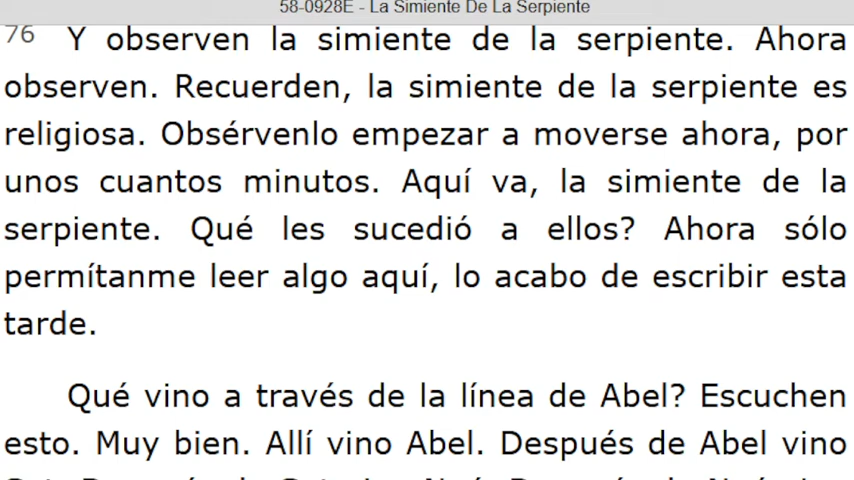 58-0928E - La Simiente De La Serpiente
76 Y observen la simiente de la serpiente. Ahora
observen. Recuerden, la simiente de la serpiente es
religiosa. Obsérvenlo empezar a moverse ahora, por
unos cuantos minutos. Aquí va, la simiente de la
serpiente. Qué les sucedió a ellos? Ahora sólo
permítanme leer algo aquí, lo acabo de escribir esta
tarde.
Qué vino a través de la línea de Abel? Escuchen
esto. Muy bien. Allí vino Abel. Después de Abel vino